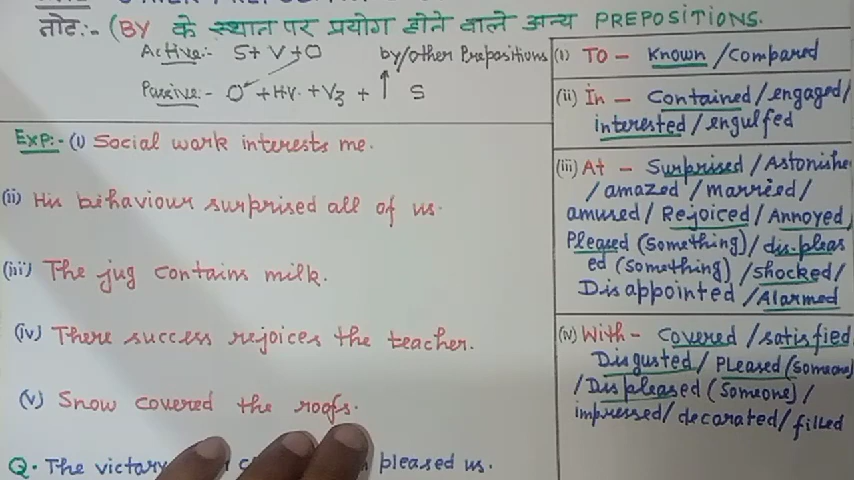 नोट:- (BY के स्थान पर प्रयोग होने वाले अन्य PREPOSITIONS.
Active:- S+ V+O
by/other Prepositions
Passive:- O + HV. + V3 + S
Exp:- (i) Social work interests me.
(ii) His bihaviour surprised all of us.
(iii) The jug contains milk.
(iv) There success rejoices the teacher.
(v) Snow covered the roofs.
Q. The victory pleased us.
(i) TO - Known /Compared
(ii) In - Contained/engaged/
interested/engulfed
(iii) At - Surprised/Astonishe
/amazed/married/
amused/Rejoiced/Annoyed
Pleased (Something)/displeas
ed (Something)/shocked/
Disappointed/Alarmed
(iv) With - Covered/satisfied
Disgusted/Pleased (Someone)
/Displeased (Someone)/
impressed/decorated/filled